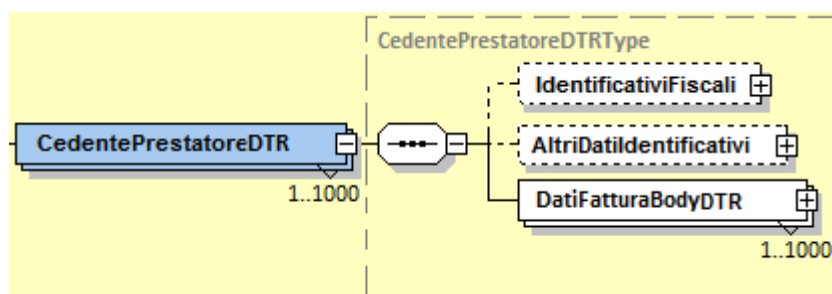 CedentePrestatoreDTRType
IdentificativiFiscali
CedentePrestatoreDTR
AltriDatiIdentificativi
1..1000
DatiFatturaBodyDTR
1..1000